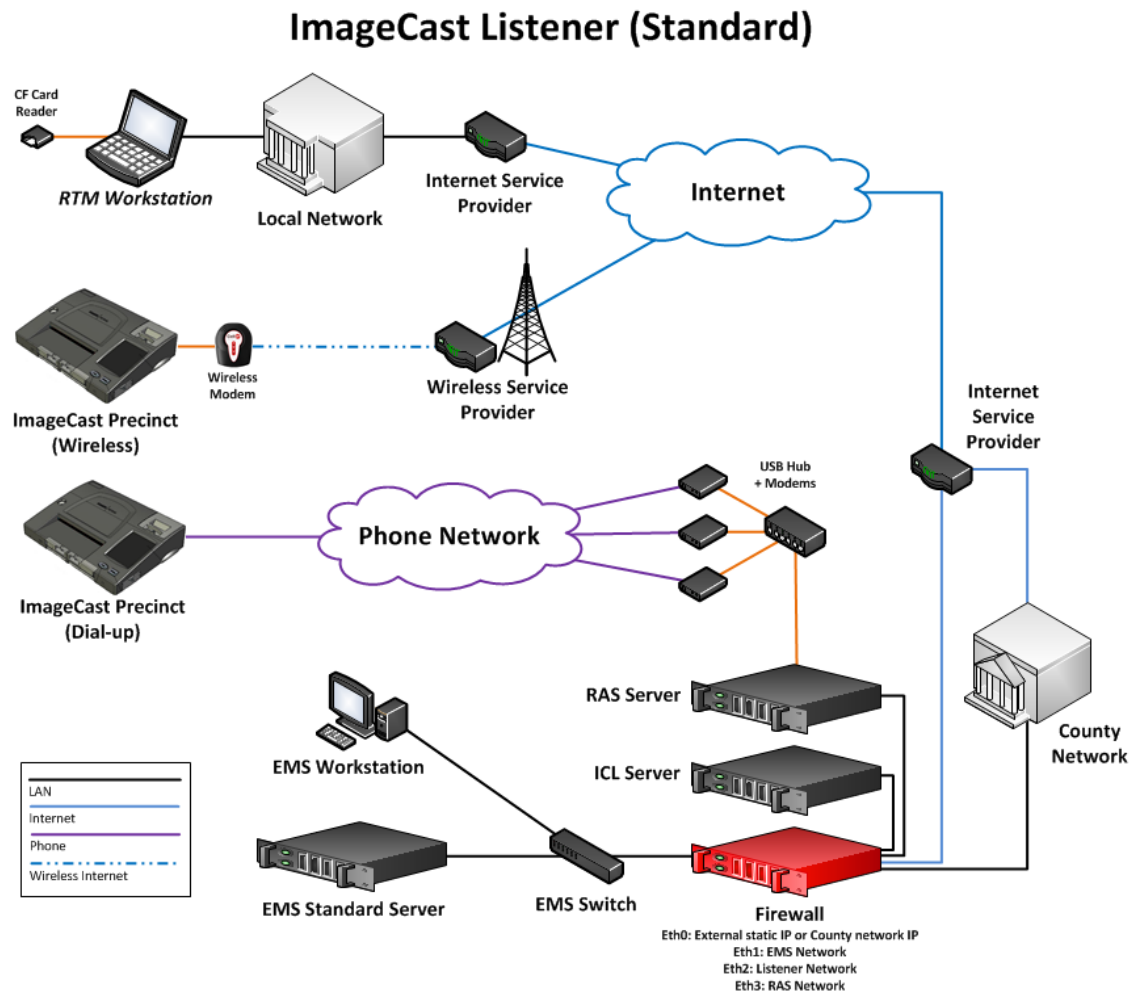 ImageCast Listener (Standard)
CF Card
Reader
RTM Workstation
Local Network
Internet Service
Provider
Internet
Wireless
Modem
Wireless Service
Provider
ImageCast Precinct
(Wireless)
Internet
Service
Provider
USB Hub
+ Modems
Phone Network
ImageCast Precinct
(Dial-up)
RAS Server
County
Network
EMS Workstation
ICL Server
LAN
Internet
Phone
Wireless Internet
EMS Standard Server
EMS Switch
Firewall
Eth0: External static IP or County network IP
Eth1: EMS Network
Eth2: Listener Network
Eth3: RAS Network